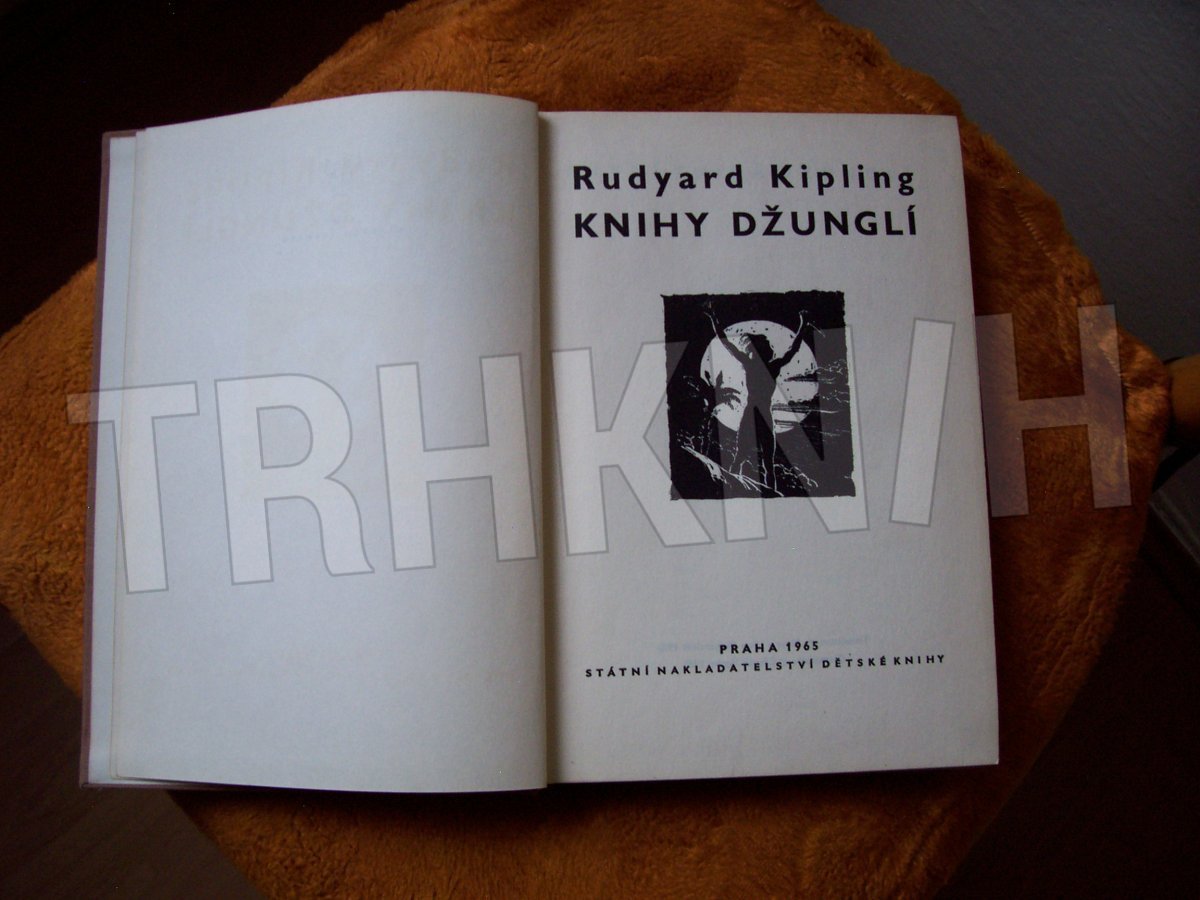 Rudyard Kipling
KNIHY DŽUNGLÍ
TRHKNIH
PRAHA 1965
STÁTNÍ NAKLADATELSTVÍ DĚTSKÉ KNIHY